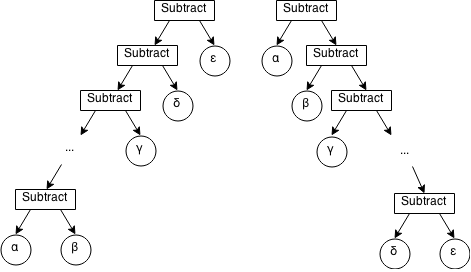 Subtract
Subtract
ε
Subtract
δ
...
γ
Subtract
α
β
Subtract
α
Subtract
β
Subtract
γ
...
Subtract
δ
ε